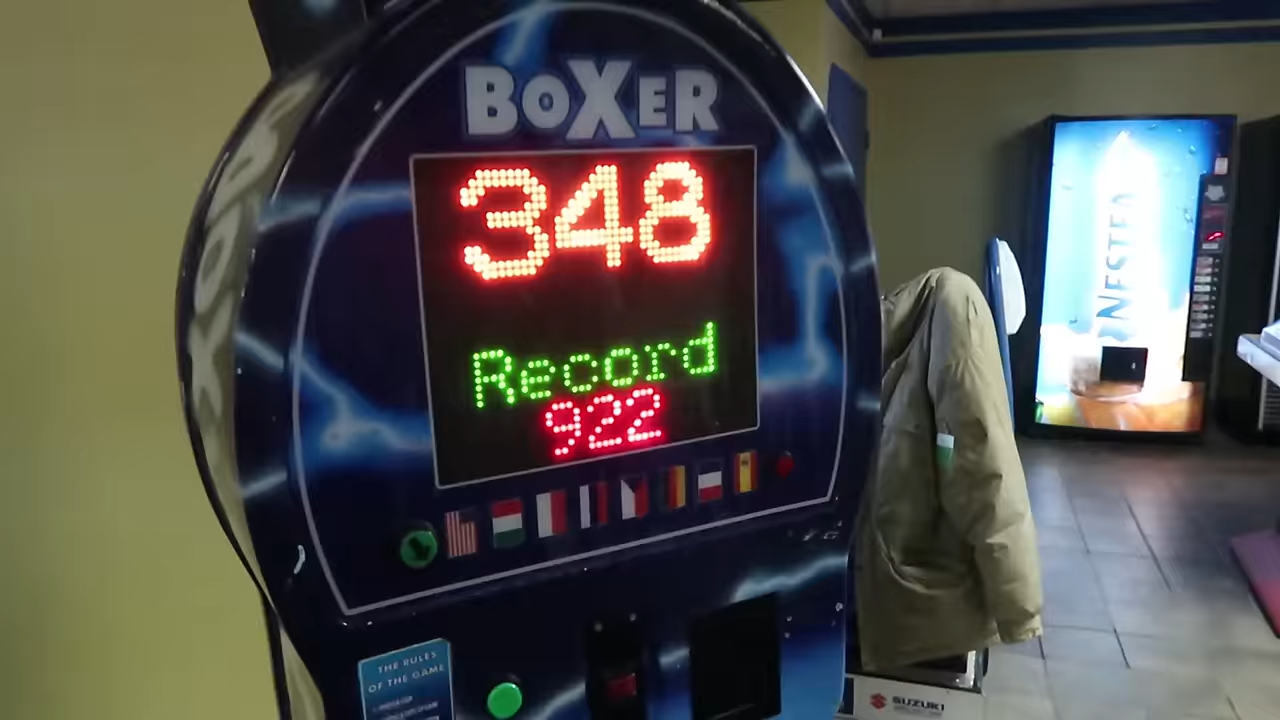 BOXER
348
Record
922
THE RULES
OF THE GAME
NESTEA
SUZUKI